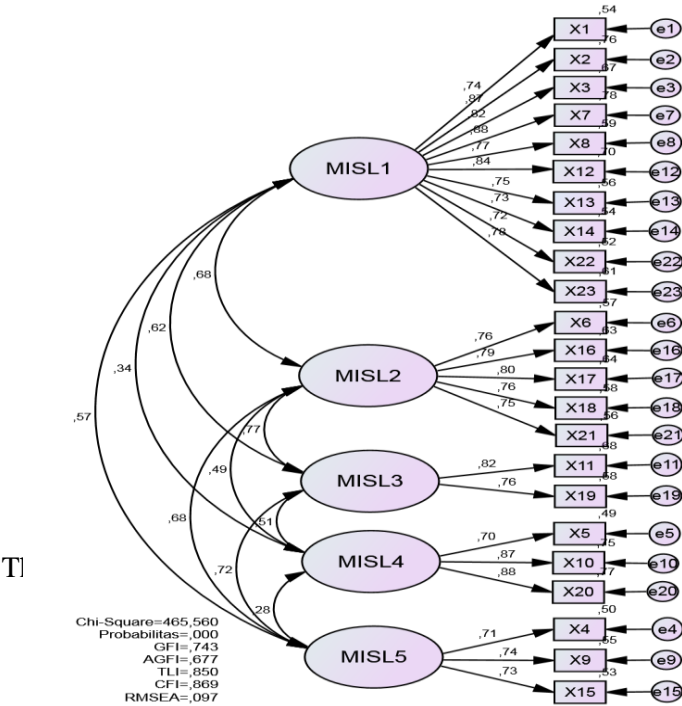 ,54
X1 e1
,76
X2 e2
,74 ,67
X3 e3
,87 ,78
X7 e7
,82 ,59
X8 e8
,88 ,70
,77
MISL1 ,84 X12 e12
,56
,75 X13 e13
,73 ,54
X14 e14
,72 ,52
X22 e22
,78 ,61
X23 e23
,68
,57
X6 e6
,62 ,63
,76 X16 e16
,79 ,64
,34 MISL2 ,80 X17 e17
,76 ,58
X18 e18
,57 ,75 ,56
X21 e21
,77 ,68
X11 e11
,49 ,82 ,58
MISL3 ,76 X19 e19
,68 ,51 ,49
,70 X5 e5
,75
MISL4 ,87 X10 e10
,72 ,77
,88 X20 e20
,28 ,50
,71 X4 e4
,55
MISL5 ,74 X9 e9
,53
,73 X15 e15
Chi-Square=465,560
Probabilitas=,000
GFI=,743
AGFI=,677
TLI=,850
CFI=,869
RMSEA=,097